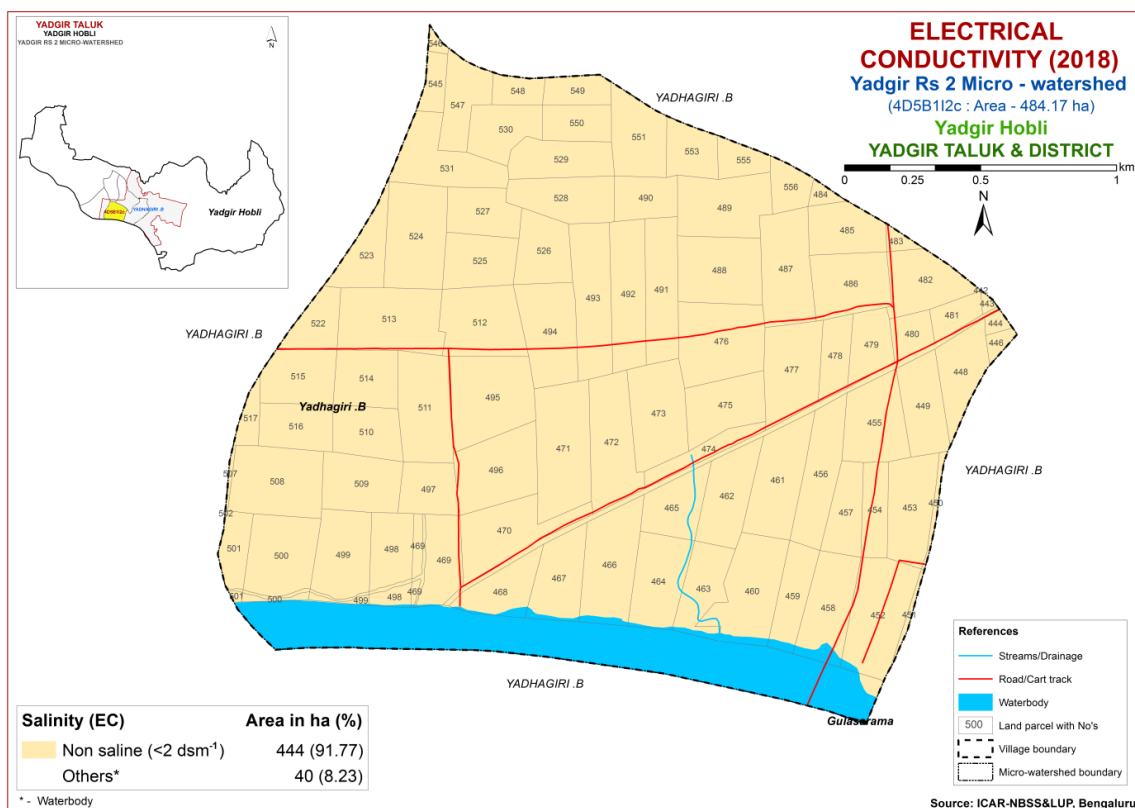 YADGIR TALUK
YADGIR HOBLI
YADGIR RS 2 MICRO-WATERSHED
N
4D5B1I2c
YADHAGIRI .B
Yadgir Hobli
ELECTRICAL
CONDUCTIVITY (2018)
Yadgir Rs 2 Micro - watershed
(4D5B1I2c : Area - 484.17 ha)
Yadgir Hobli
YADGIR TALUK & DISTRICT
km
0 0.25 0.5 1
N
546
545
547
548
549
YADHAGIRI .B
530
550
551
553
555
531
529
556
484
528
490
489
527
485
483
524
526
523
525
488
487
482
486
493
492
491
442
443
522
513
512
494
481
444
YADHAGIRI .B
476
480
446
478
479
477
515
514
448
495
Yadhagiri .B
511
475
449
517
516
510
473
455
471
472
474
496
YADHAGIRI .B
507
508
509
497
461
456
462
450
502
465
457
454
453
470
501
500
499
498
469
469
466
467
464
463
460
468
459
501
500
499
498
469
458
452
451
YADHAGIRI .B
Gulasarama
References
Streams/Drainage
Road/Cart track
Waterbody
500 Land parcel with No's
Village boundary
Micro-watershed boundary
Salinity (EC) Area in ha (%)
Non saline (<2 dsm⁻¹) 444 (91.77)
Others* 40 (8.23)
* - Waterbody
Source: ICAR-NBSS&LUP, Bengaluru